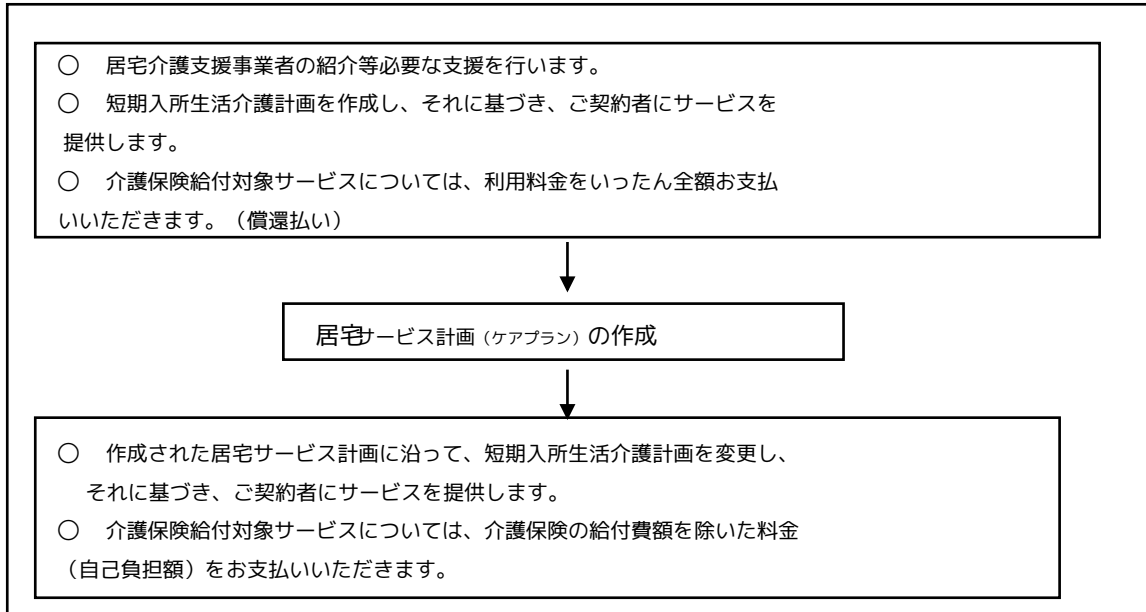 ○ 居宅介護支援事業者の紹介等必要な支援を行います。
○ 短期入所生活介護計画を作成し、それに基づき、ご契約者にサービスを
提供します。
○ 介護保険給付対象サービスについては、利用料金をいったん全額お支払
いいただきます。（償還払い）
居宅サービス計画（ケアプラン）の作成
○ 作成された居宅サービス計画に沿って、短期入所生活介護計画を変更し、
それに基づき、ご契約者にサービスを提供します。
○ 介護保険給付対象サービスについては、介護保険の給付費額を除いた料金
（自己負担額）をお支払いいただきます。